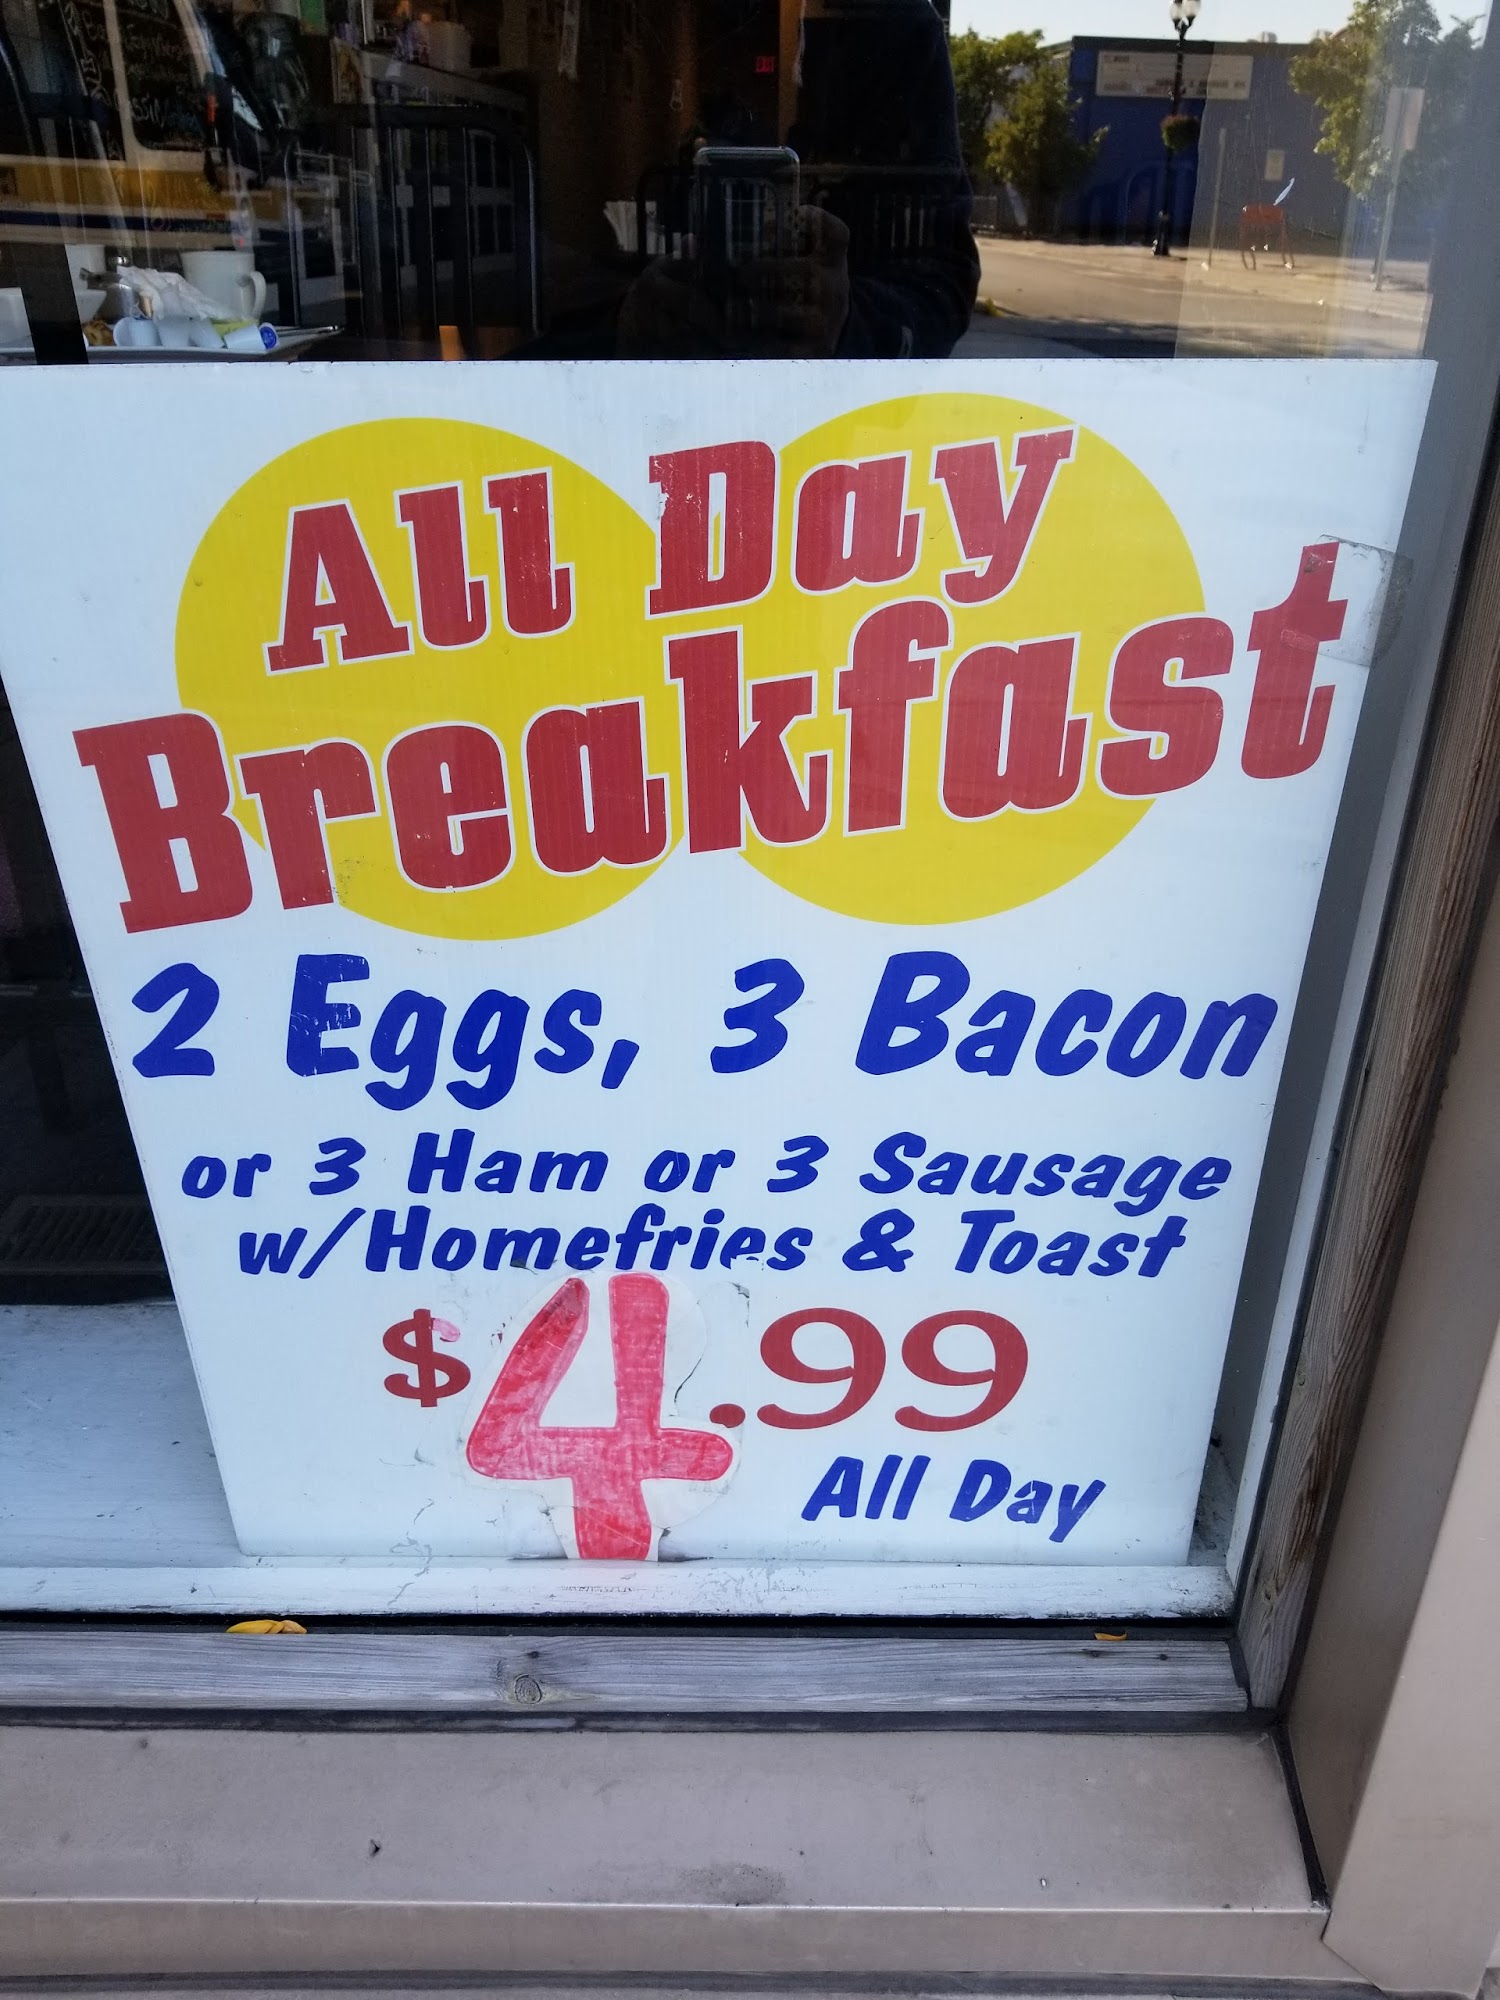 All Day
Breakfast
2 Eggs, 3 Bacon
or 3 Ham or 3 Sausage
w/Homefries & Toast
$4.99
All Day